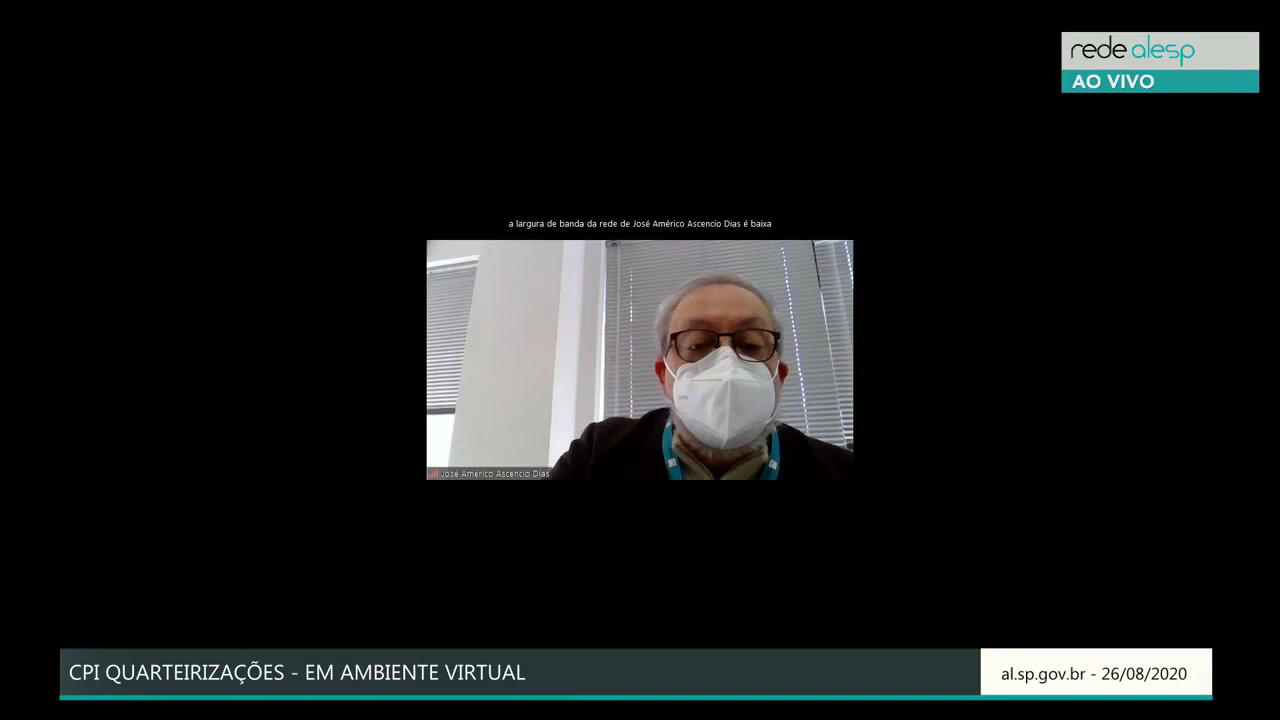 rede alesp
AO VIVO
a largura de banda da rede de José Américo Ascencio Dias é baixa
José Américo Ascencio Dias
CPI QUARTEIRIZAÇÕES - EM AMBIENTE VIRTUAL
al.sp.gov.br - 26/08/2020